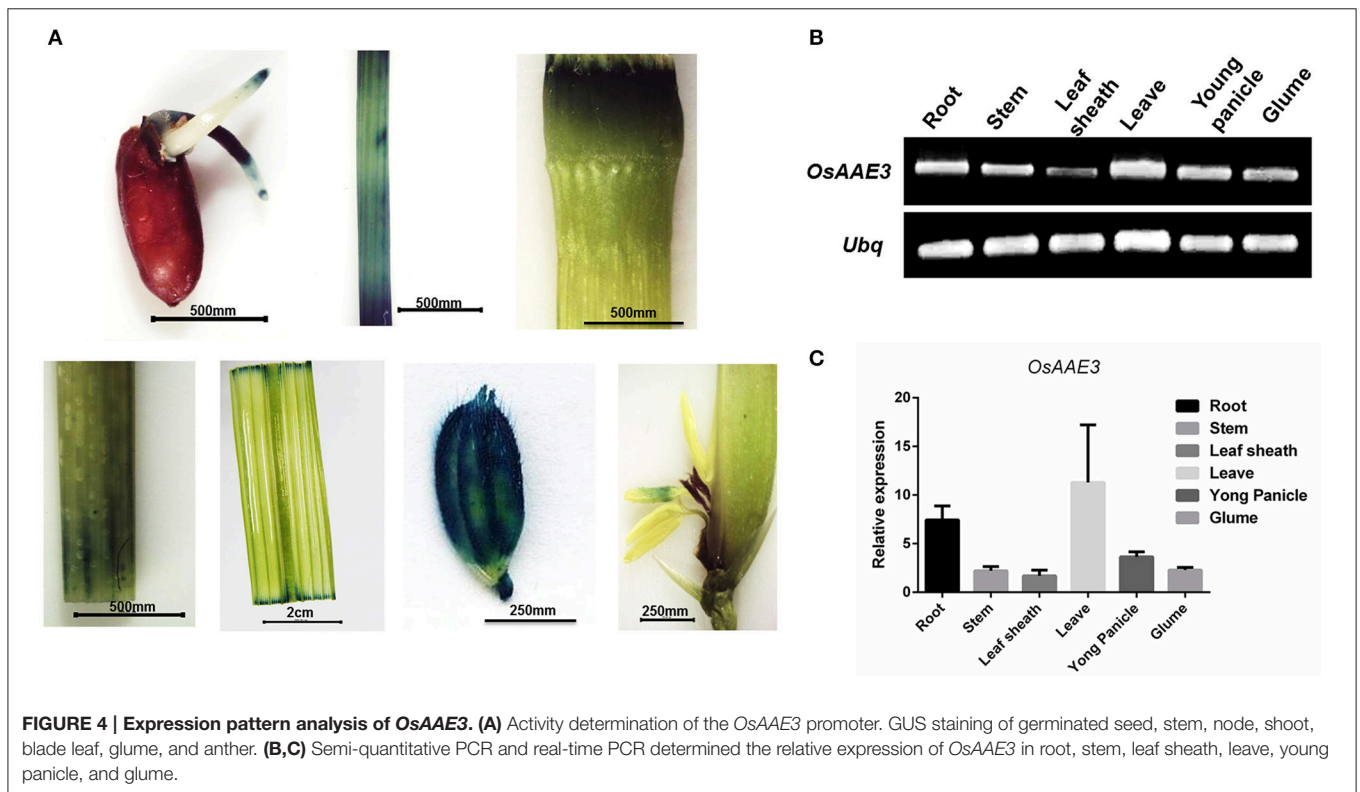 A
500mm
500mm
500mm
500mm
2cm
250mm
250mm
B
Root
Stem
Leaf
sheath
Leave
Young
panicle
Glume
OsAAE3
Ubq
C
OsAAE3
Relative expression
20
15
10
5
0
Root
Stem
Leaf sheath
Leave
Yong Panicle
Glume
Root
Stem
Leaf sheath
Leave
Yong Panicle
Glume
FIGURE 4 | Expression pattern analysis of OsAAE3. (A) Activity determination of the OsAAE3 promoter. GUS staining of germinated seed, stem, node, shoot,
blade leaf, glume, and anther. (B,C) Semi-quantitative PCR and real-time PCR determined the relative expression of OsAAE3 in root, stem, leaf sheath, leave, young
panicle, and glume.